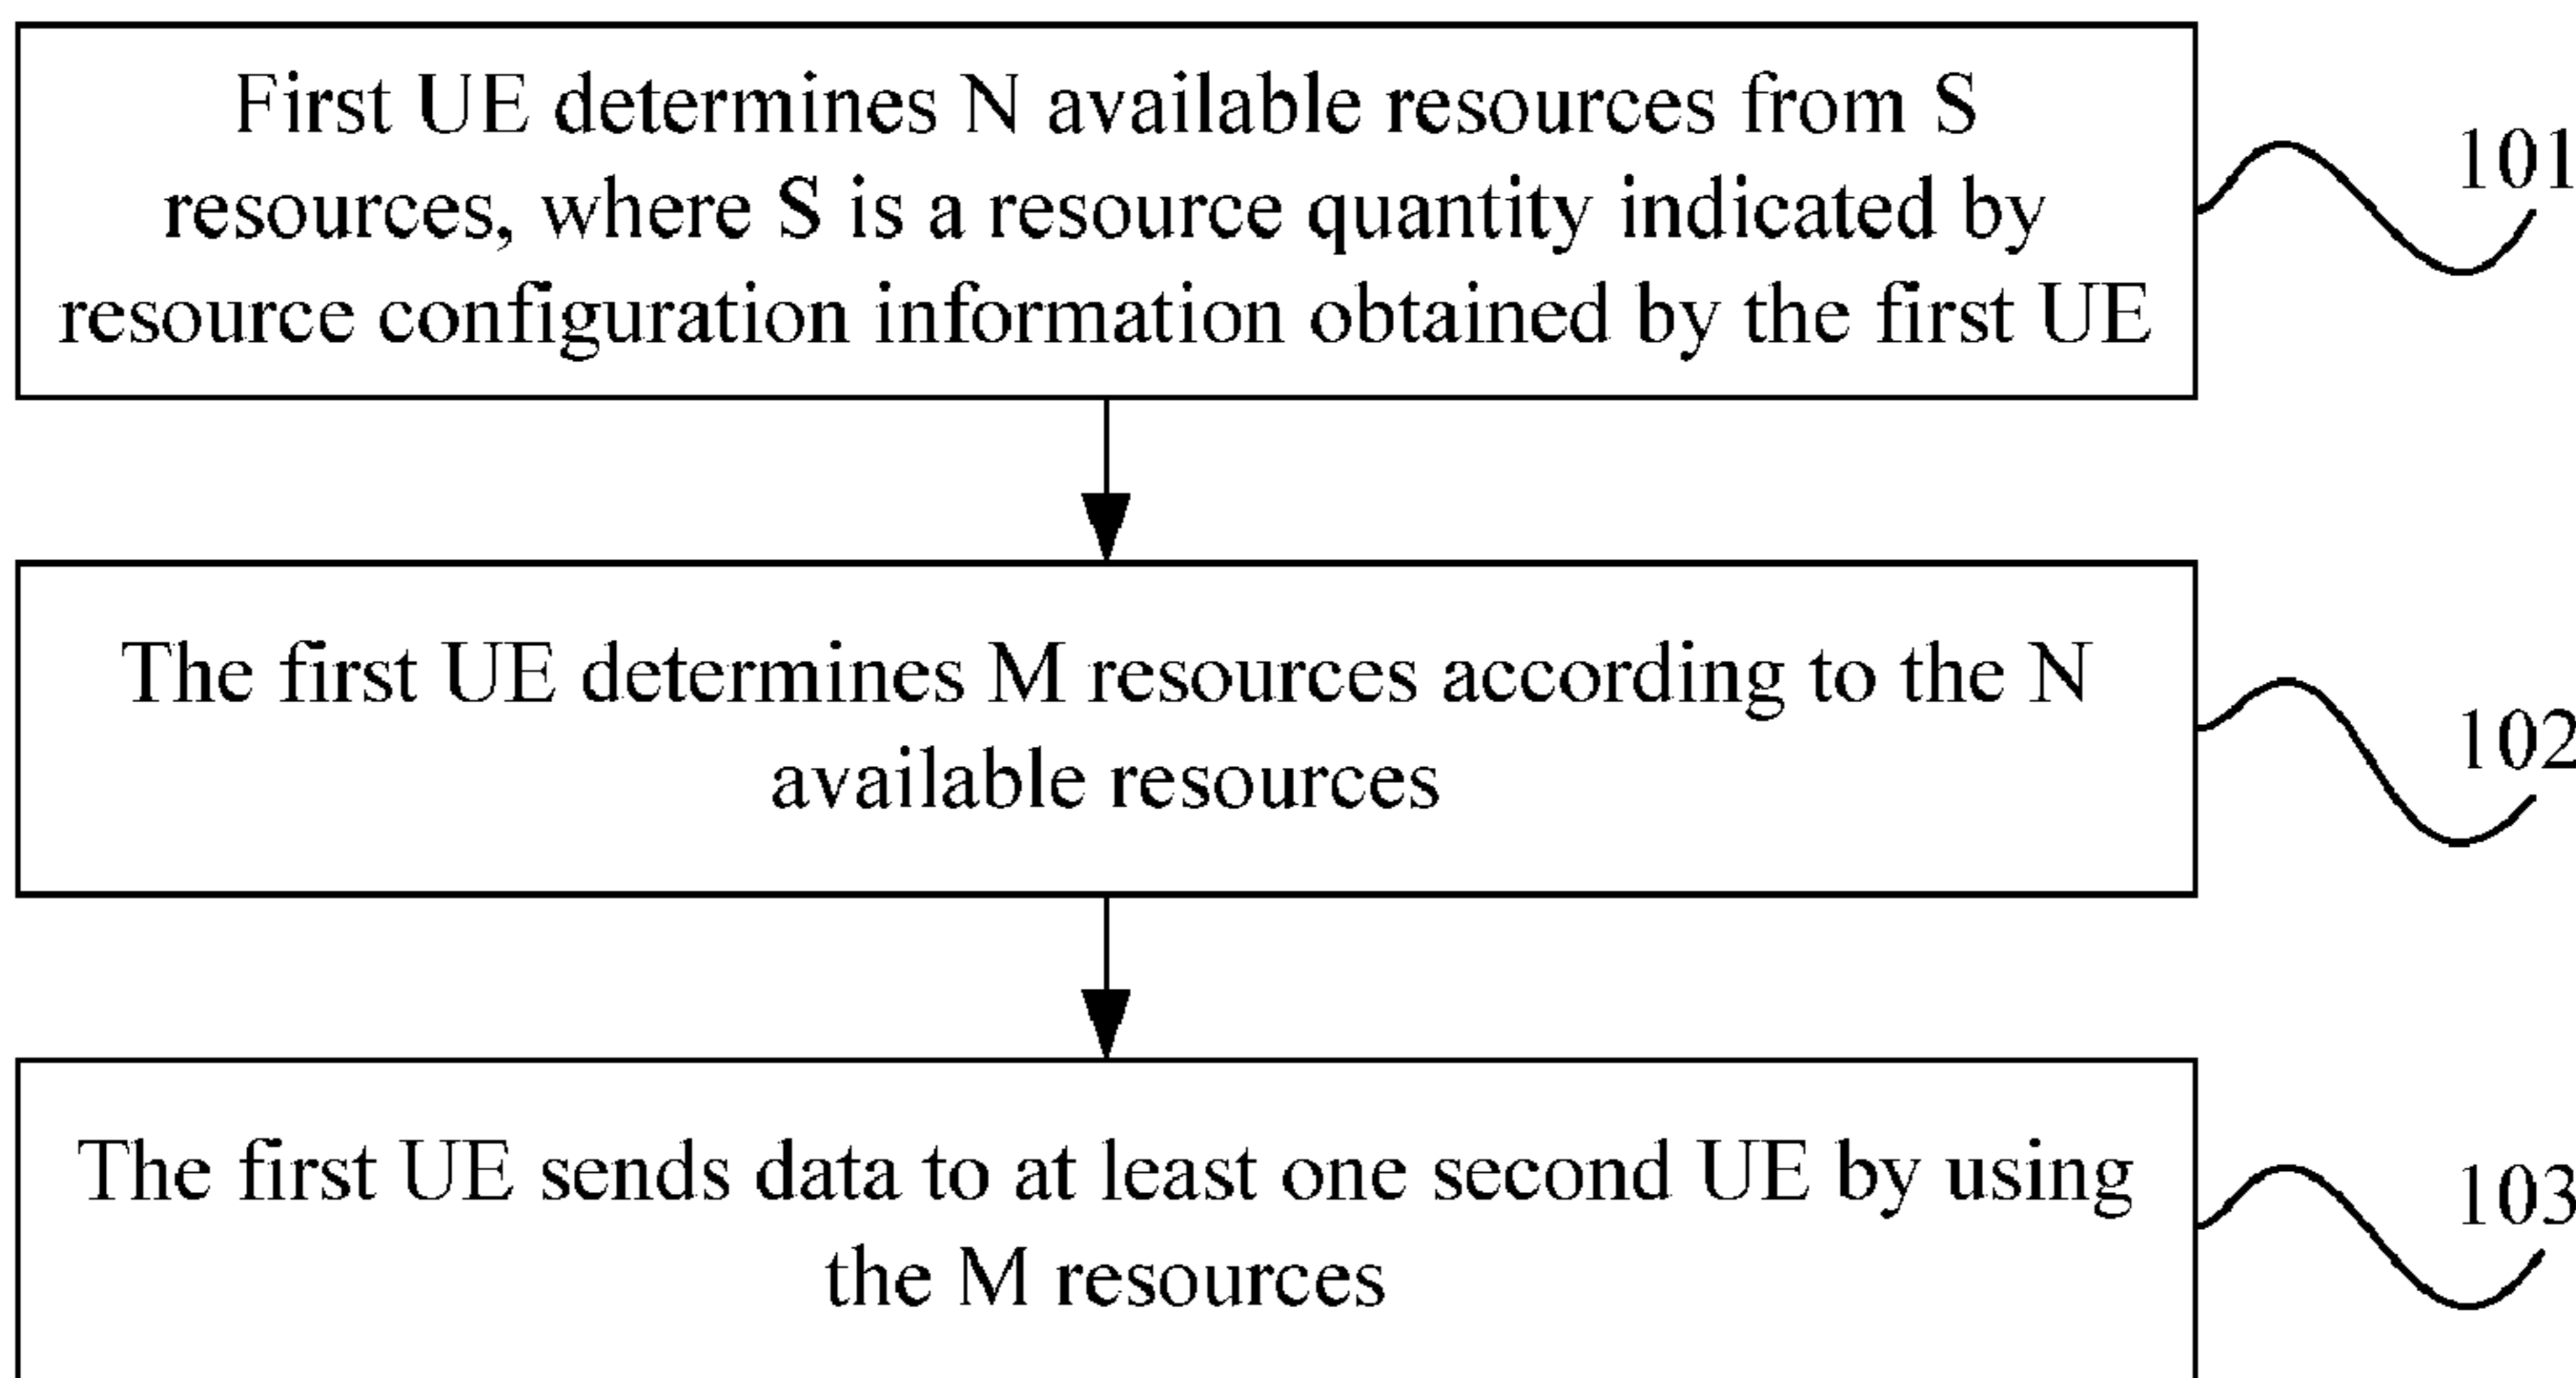 First UE determines N available resources from S
resources, where S is a resource quantity indicated by
resource configuration information obtained by the first UE
101
The first UE determines M resources according to the N
available resources
102
The first UE sends data to at least one second UE by using
the M resources
103